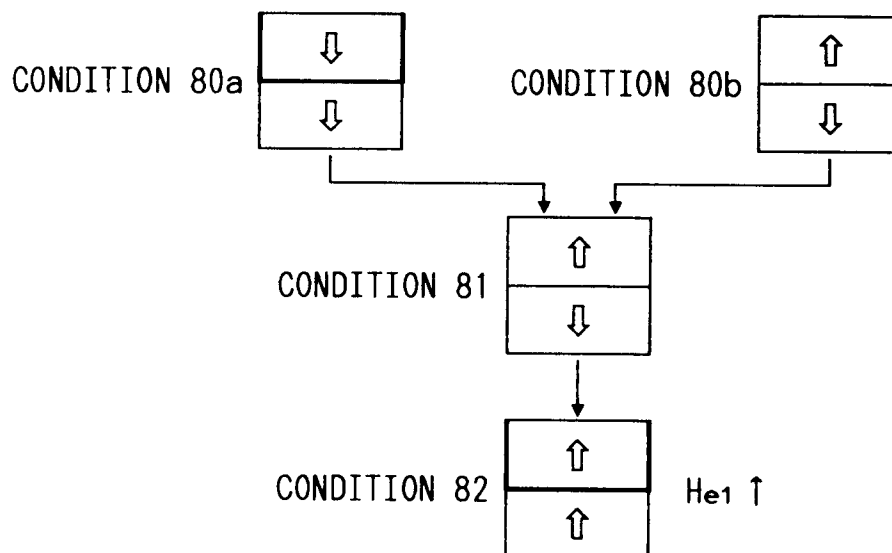 CONDITION 80a
CONDITION 80b
CONDITION 81
CONDITION 82
He1 ↑